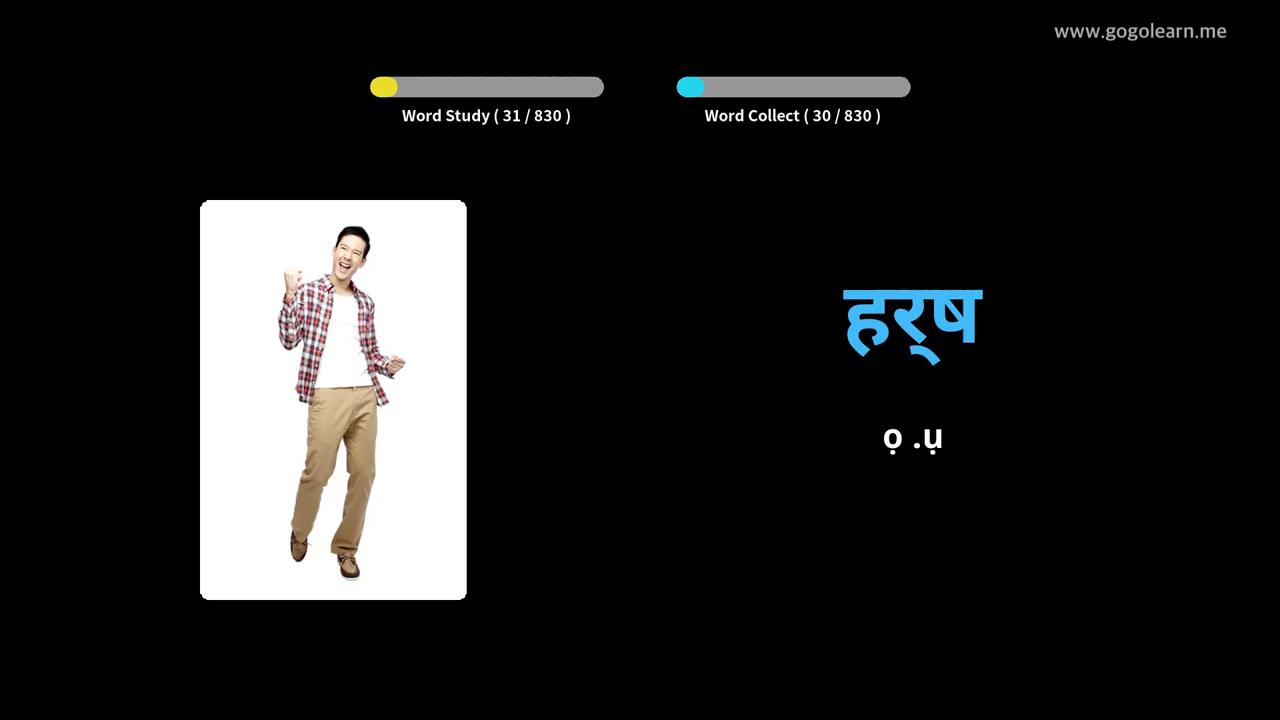 www.gogolearn.me
Word Study ( 31 / 830 )
Word Collect ( 30 / 830 )
हर्‌ष
ọ .ụ